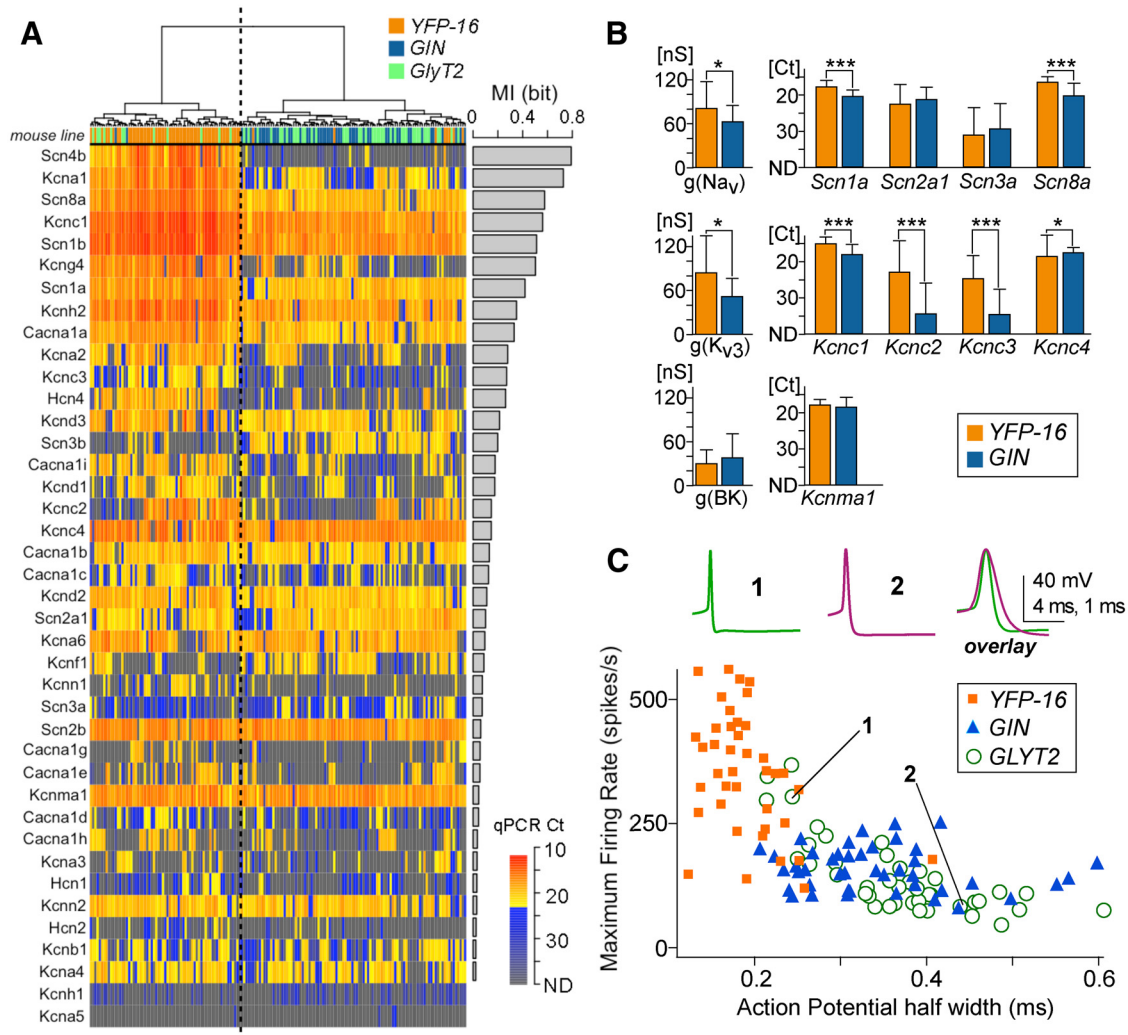 A
YFP-16
GIN
GlyT2
MI (bit)
0 0.4 0.8
mouse line
Scn4b
Kcna1
Scn8a
Kcnc1
Scn1b
Kcng4
Scn1a
Kcnh2
Cacna1a
Kcna2
Kcnc3
Hcn4
Kcnd3
Scn3b
Cacna1i
Kcnd1
Kcnc2
Kcnc4
Cacna1b
Cacna1c
Kcnd2
Scn2a1
Kcna6
Kcnf1
Kcnn1
Scn3a
Scn2b
Cacna1g
Cacna1e
Kcnma1
Cacna1d
Cacna1h
Kcna3
Hcn1
Kcnn2
Hcn2
Kcnb1
Kcna4
Kcnh1
Kcna5
qPCR Ct
10
20
30
ND
B
[nS]
120
60
0
*
g(Nav)
[Ct]
20
30
ND
*** ***
Scn1a Scn2a1 Scn3a Scn8a
[nS]
120
60
0
*
g(Kv3)
[Ct]
20
30
ND
*** *** *** *
Kcnc1 Kcnc2 Kcnc3 Kcnc4
[nS]
120
60
0
g(BK)
[Ct]
20
30
ND
Kcnma1
YFP-16
GIN
C
1
2
overlay
40 mV
4 ms, 1 ms
YFP-16
GIN
GLYT2
1
2
Maximum Firing Rate (spikes/s)
500
250
0
0.2 0.4 0.6
Action Potential half width (ms)